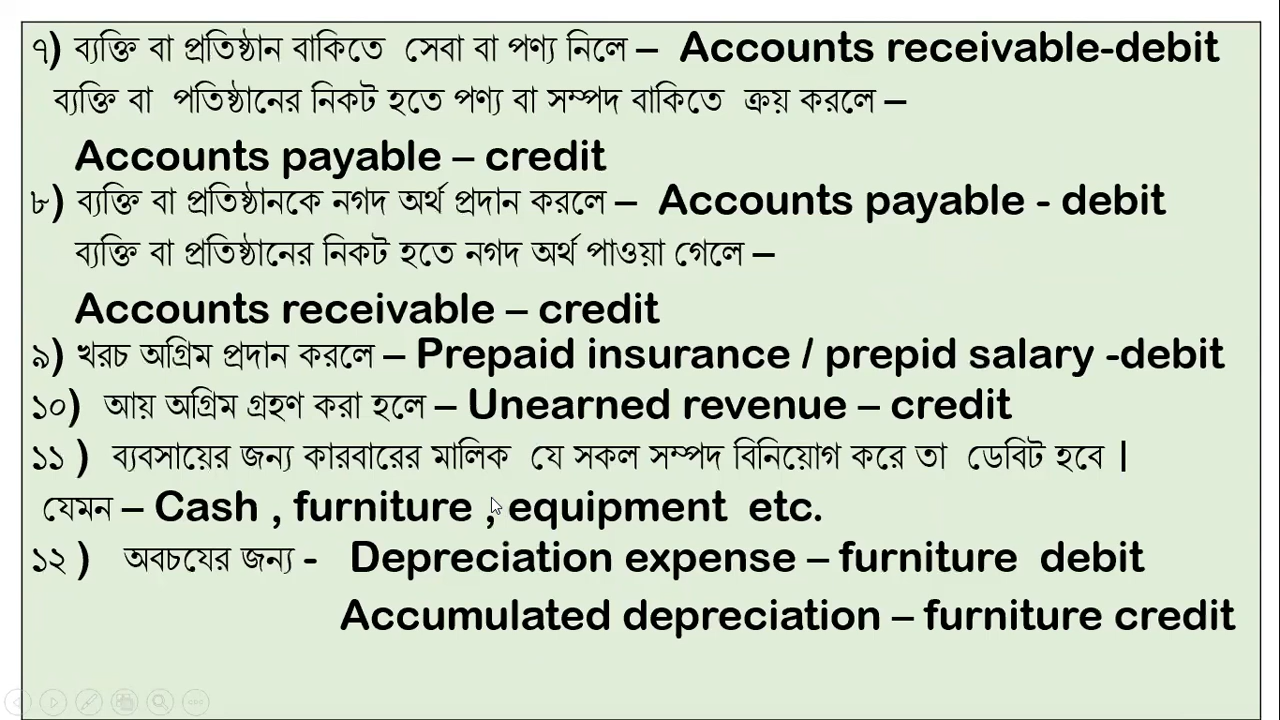 ৭) ব্যক্তি বা প্রতিষ্ঠান বাকিতে সেবা বা পণ্য নিলে – Accounts receivable-debit
ব্যক্তি বা পতিষ্ঠানের নিকট হতে পণ্য বা সম্পদ বাকিতে ক্রয় করলে –
Accounts payable – credit
৮) ব্যক্তি বা প্রতিষ্ঠানকে নগদ অর্থ প্রদান করলে – Accounts payable - debit
ব্যক্তি বা প্রতিষ্ঠানের নিকট হতে নগদ অর্থ পাওয়া গেলে –
Accounts receivable – credit
৯) খরচ অগ্রিম প্রদান করলে – Prepaid insurance / prepid salary -debit
১০) আয় অগ্রিম গ্রহণ করা হলে – Unearned revenue – credit
১১ ) ব্যবসায়ের জন্য কারবারের মালিক যে সকল সম্পদ বিনিয়োগ করে তা ডেবিট হবে |
যেমন – Cash , furniture , equipment etc.
১২ ) অবচযের জন্য - Depreciation expense – furniture debit
Accumulated depreciation – furniture credit